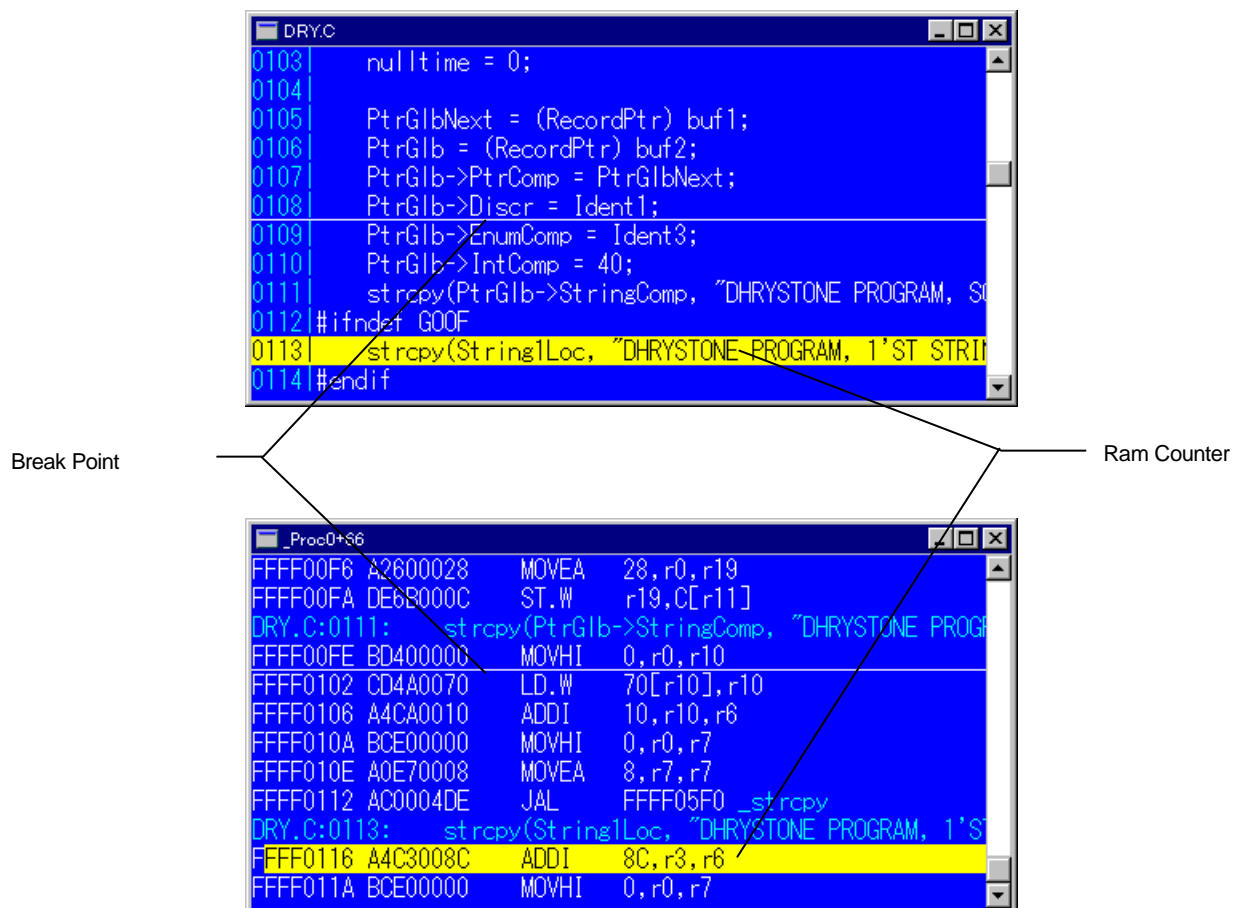 DRY.C
0103| nulltime = 0;
0104|
0105| PtrGlbNext = (RecordPtr) buf1;
0106| PtrGlb = (RecordPtr) buf2;
0107| PtrGlb->PtrComp = PtrGlbNext;
0108| PtrGlb->Discr = Ident1;
0109| PtrGlb->EnumComp = Ident3;
0110| PtrGlb->IntComp = 40;
0111| strcpy(PtrGlb->StringComp, "DHRYSTONE PROGRAM, SO
0112|#ifndef GOOF
0113| strcpy(String1Loc, "DHRYSTONE PROGRAM, 1'ST STRIN
0114|#endif
Break Point
Ram Counter
_Proc0+66
FFFF00F6 A2600028 MOVEA 28,r0,r19
FFFF00FA DE6B000C ST.W r19,C[r11]
DRY.C:0111: strcpy(PtrGlb->StringComp, "DHRYSTONE PROGR
FFFF00FE BD400000 MOVHI 0,r0,r10
FFFF0102 CD4A0070 LD.W 70[r10],r10
FFFF0106 A4CA0010 ADDI 10,r10,r6
FFFF010A BCE00000 MOVHI 0,r0,r7
FFFF010E A0E70008 MOVEA 8,r7,r7
FFFF0112 AC0004DE JAL FFFF05F0 _strcpy
DRY.C:0113: strcpy(String1Loc, "DHRYSTONE PROGRAM, 1'S
FFFF0116 A4C3008C ADDI 8C,r3,r6
FFFF011A BCE00000 MOVHI 0,r0,r7